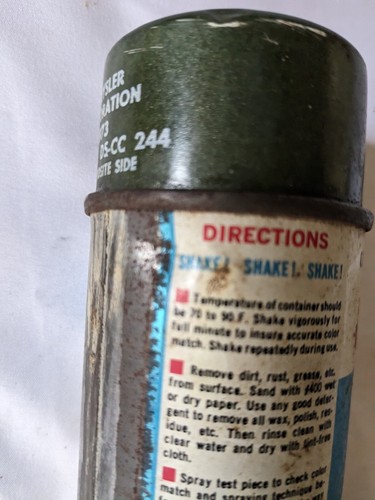 SLER
RATION
73
DS-CC 244
SITE SIDE
DIRECTIONS
SHAKE! SHAKE! SHAKE!
Temperature of container should
be 70 to 90 F. Shake vigorously for
full minute to insure accurate color
match. Shake repeatedly during use.
Remove dirt, rust, grease, etc.
from surface. Sand with #400 wet
or dry paper. Use any good deter-
gent to remove all wax, polish, res-
idue, etc. Then rinse clean with
clear water and dry with lint-free
cloth.
Spray test piece to check color
match and spraying technique be-